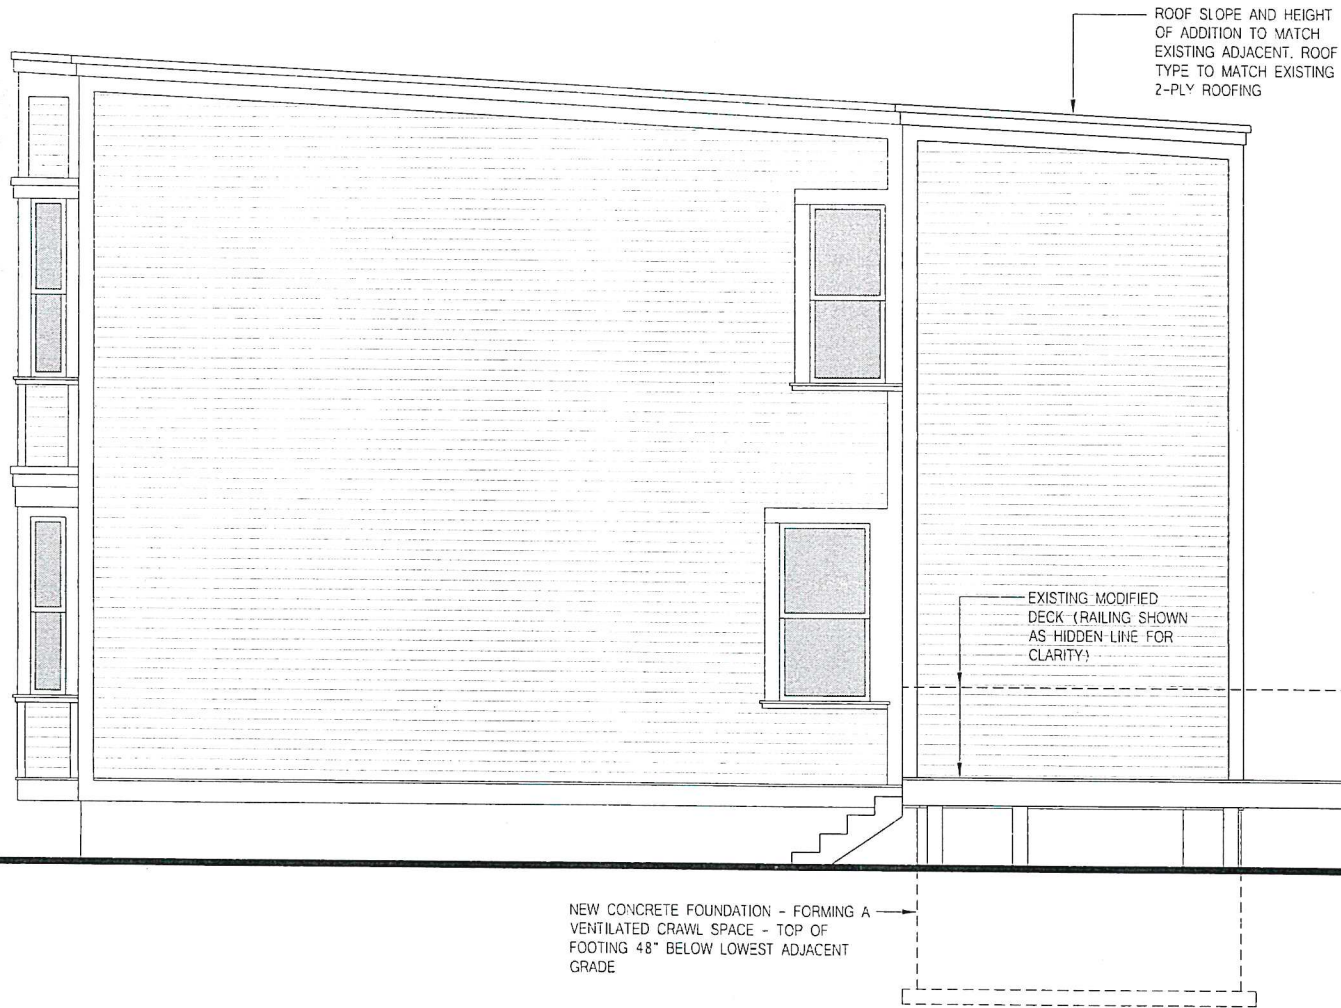 ROOF SLOPE AND HEIGHT
OF ADDITION TO MATCH
EXISTING ADJACENT. ROOF
TYPE TO MATCH EXISTING
2-PLY ROOFING
EXISTING MODIFIED
DECK (RAILING SHOWN
AS HIDDEN LINE FOR
CLARITY)
NEW CONCRETE FOUNDATION - FORMING A
VENTILATED CRAWL SPACE - TOP OF
FOOTING 48" BELOW LOWEST ADJACENT
GRADE